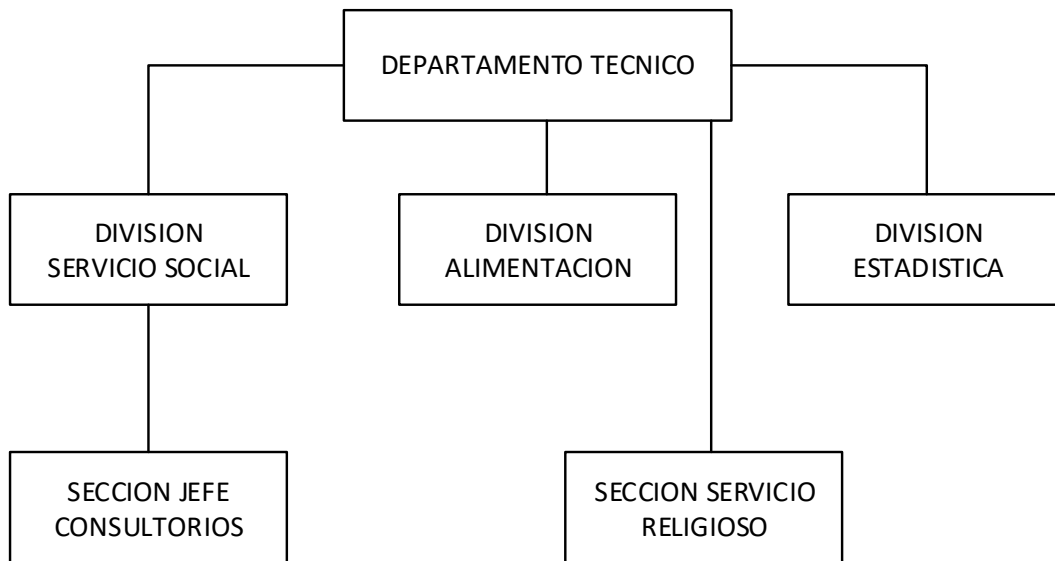 DEPARTAMENTO TECNICO
DIVISION
SERVICIO SOCIAL
DIVISION
ALIMENTACION
DIVISION
ESTADISTICA
SECCION JEFE
CONSULTORIOS
SECCION SERVICIO
RELIGIOSO